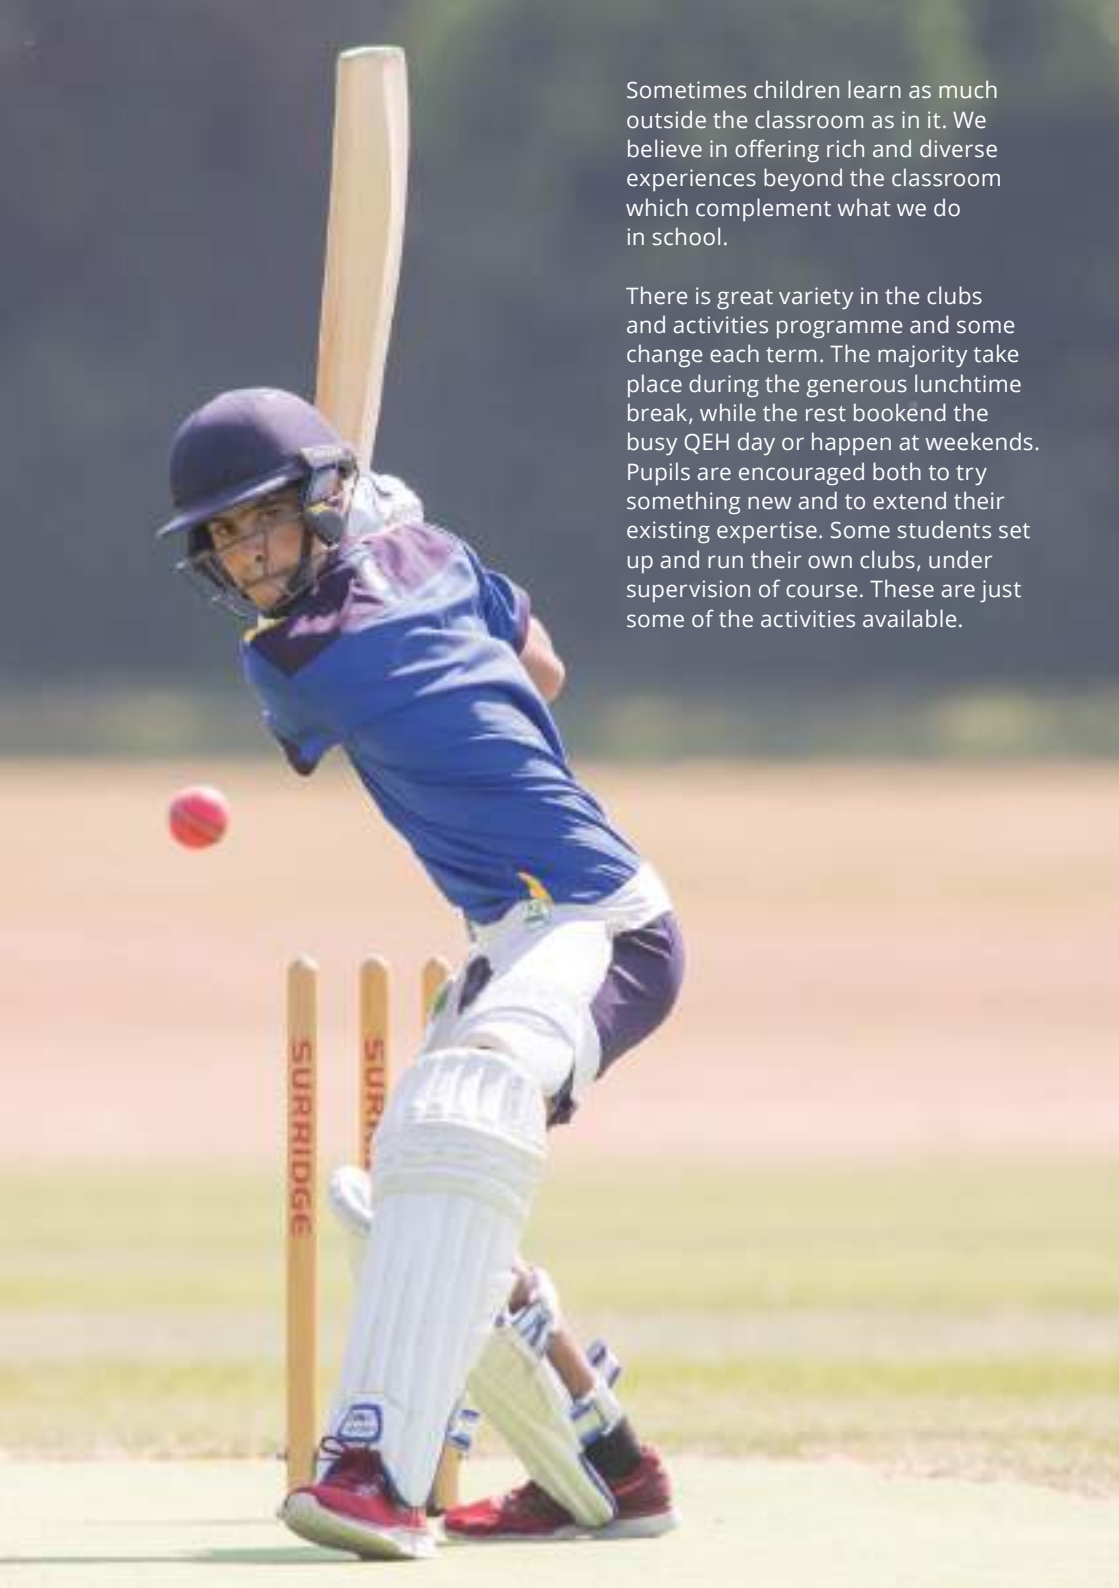 Sometimes children learn as much
outside the classroom as in it. We
believe in offering rich and diverse
experiences beyond the classroom
which complement what we do
in school.
There is great variety in the clubs
and activities programme and some
change each term. The majority take
place during the generous lunchtime
break, while the rest bookend the
busy QEH day or happen at weekends.
Pupils are encouraged both to try
something new and to extend their
existing expertise. Some students set
up and run their own clubs, under
supervision of course. These are just
some of the activities available.
SURRIDGE
SUR